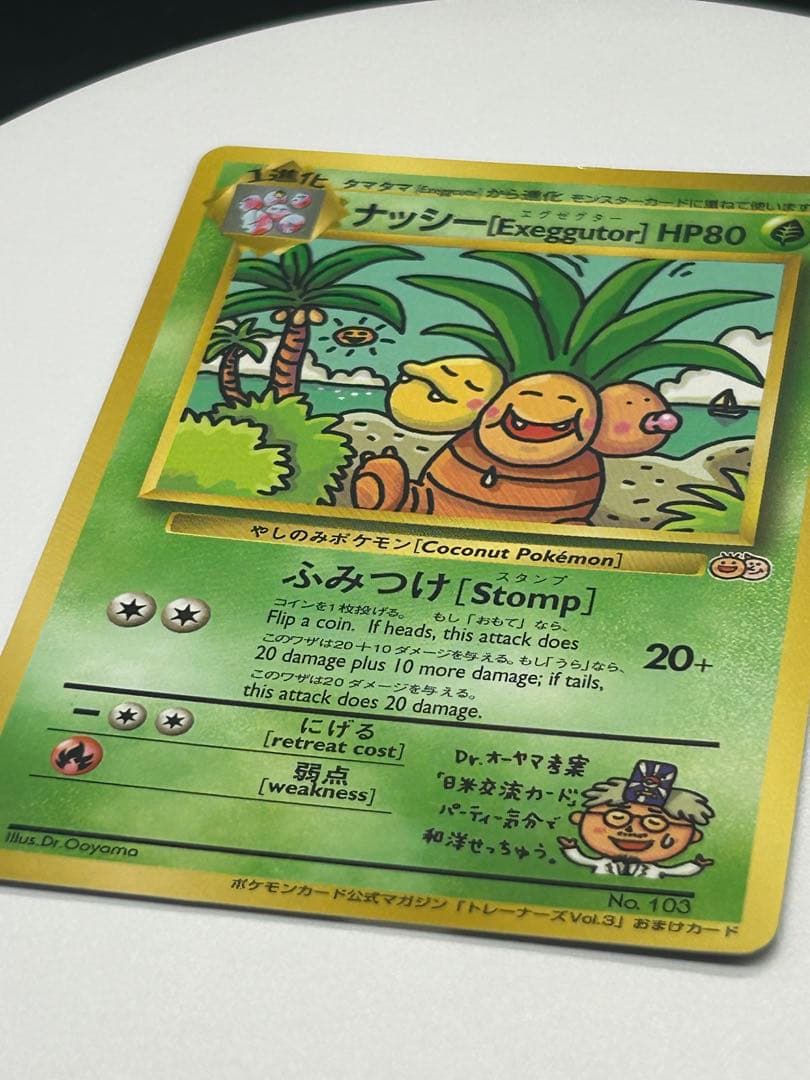 1進化 タマタマ[Exeggcute]から進化 モンスターカードに重ねて使います
エグゼグター
ナッシー[Exeggutor] HP80
やしのみポケモン[Coconut Pokémon]
スタンプ
ふみつけ[Stomp]
コインを1枚投げる。 もし「おもて」なら、
Flip a coin. If heads, this attack does
このワザは20+10ダメージを与える。もし「うら」なら、
20 damage plus 10 more damage; if tails,
このワザは20ダメージを与える。
this attack does 20 damage.
20+
にげる
[retreat cost]
弱点
[weakness]
Dr.オーヤマ考案
「日米交流カード」
パーティー気分で
和洋せっちゅう。
Illus.Dr.Ooyama
No. 103
ポケモンカード公式マガジン「トレーナーズVol.3」おまけカード